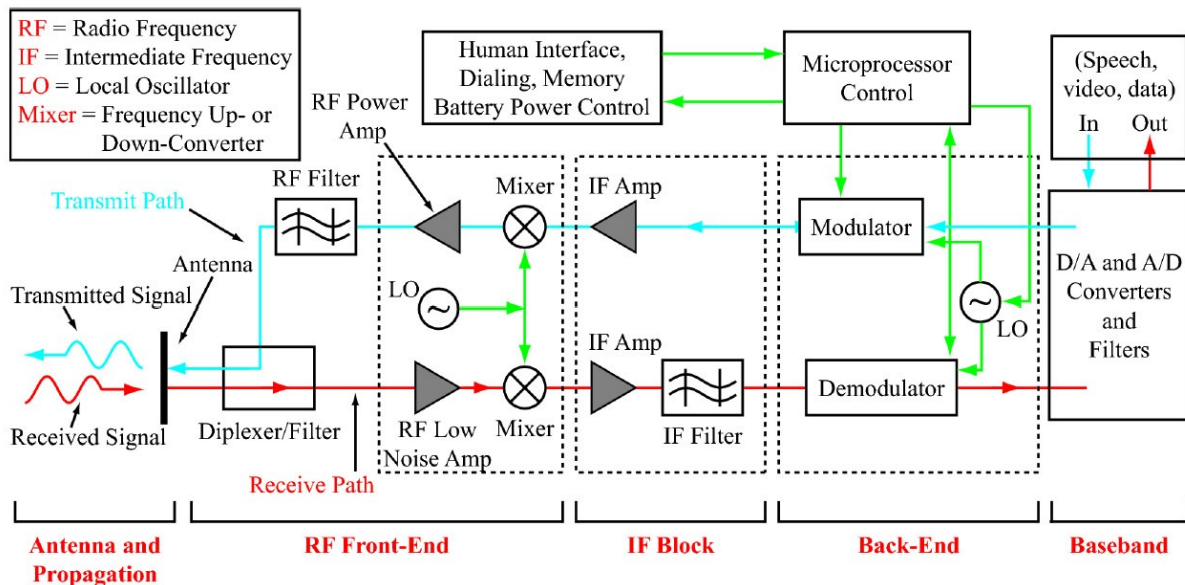 RF = Radio Frequency
IF = Intermediate Frequency
LO = Local Oscillator
Mixer = Frequency Up- or
Down-Converter
Human Interface,
Dialing, Memory
Battery Power Control
Microprocessor
Control
(Speech,
video, data)
In Out
RF Power
Amp
RF Filter
Mixer
IF Amp
Transmit Path
Modulator
Antenna
D/A and A/D
Converters
and
Filters
Transmitted Signal
LO
LO
IF Amp
Demodulator
Received Signal
Diplexer/Filter
RF Low
Noise Amp
Mixer
IF Filter
Receive Path
Antenna and
Propagation
RF Front-End
IF Block
Back-End
Baseband